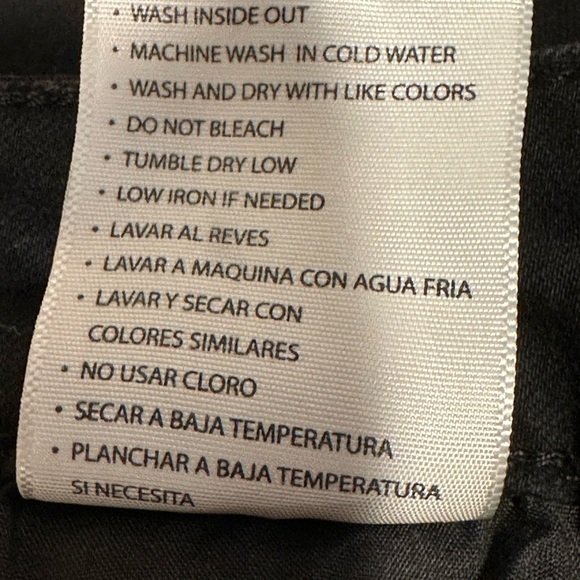 • WASH INSIDE OUT
• MACHINE WASH IN COLD WATER
• WASH AND DRY WITH LIKE COLORS
• DO NOT BLEACH
• TUMBLE DRY LOW
• LOW IRON IF NEEDED
• LAVAR AL REVES
• LAVAR A MAQUINA CON AGUA FRIA
• LAVAR Y SECAR CON
COLORES SIMILARES
• NO USAR CLORO
• SECAR A BAJA TEMPERATURA
• PLANCHAR A BAJA TEMPERATURA
SI NECESITA